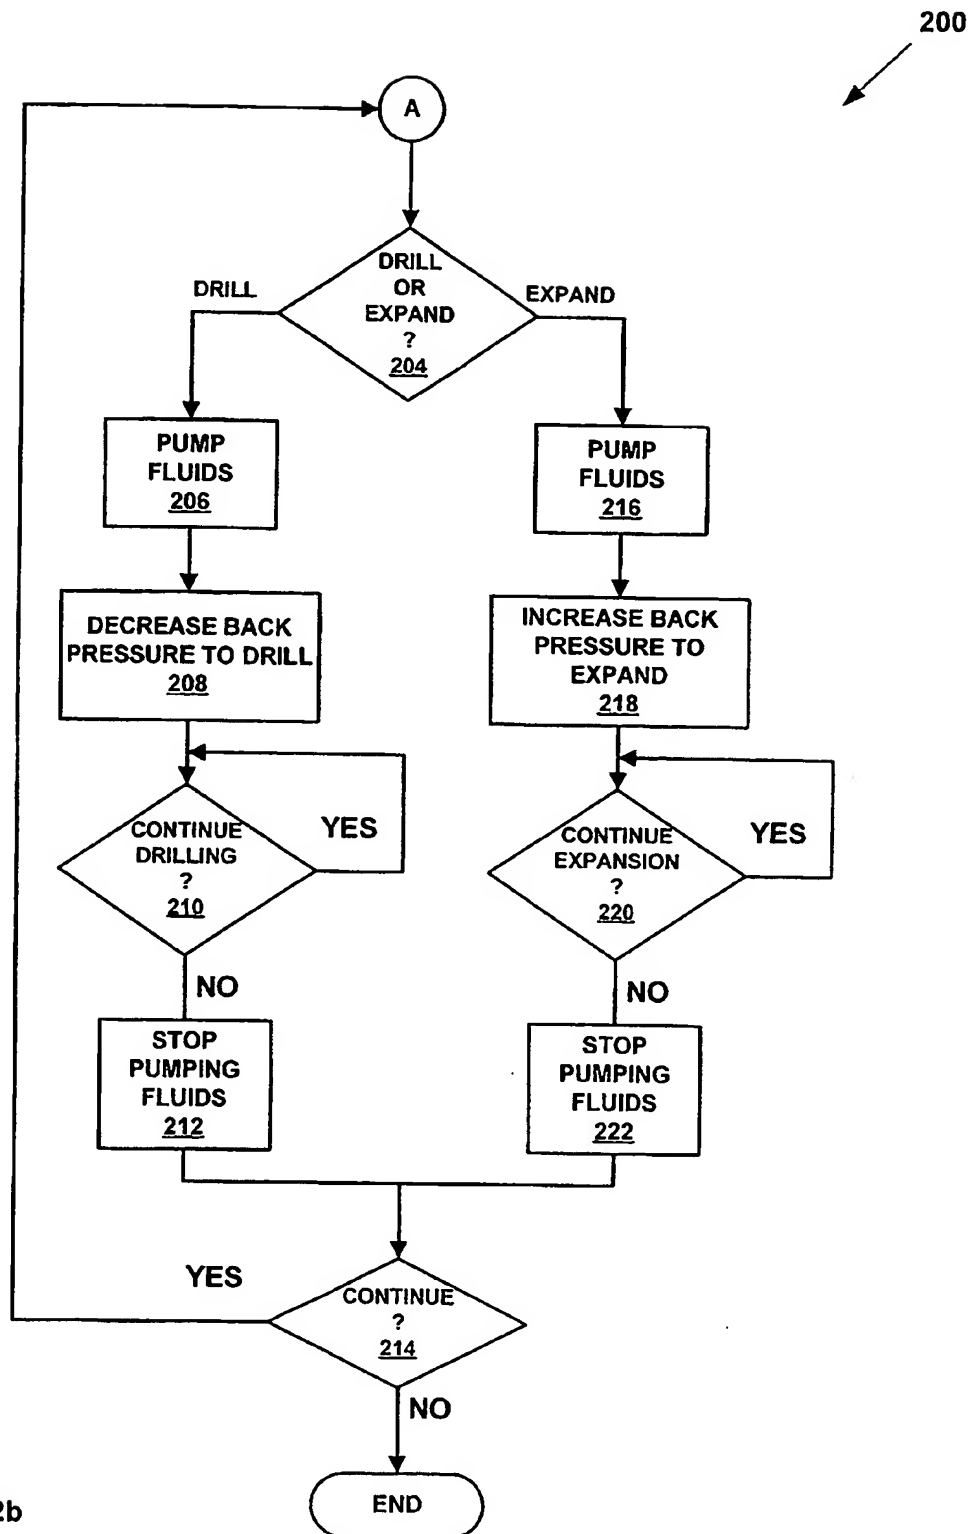 200
A
DRILL
OR
EXPAND
?
204
DRILL
EXPAND
PUMP
FLUIDS
206
PUMP
FLUIDS
216
DECREASE BACK
PRESSURE TO DRILL
208
INCREASE BACK
PRESSURE TO
EXPAND
218
CONTINUE
DRILLING
?
210
YES
CONTINUE
EXPANSION
?
220
YES
NO
NO
STOP
PUMPING
FLUIDS
212
STOP
PUMPING
FLUIDS
222
YES
CONTINUE
?
214
NO
END
2b